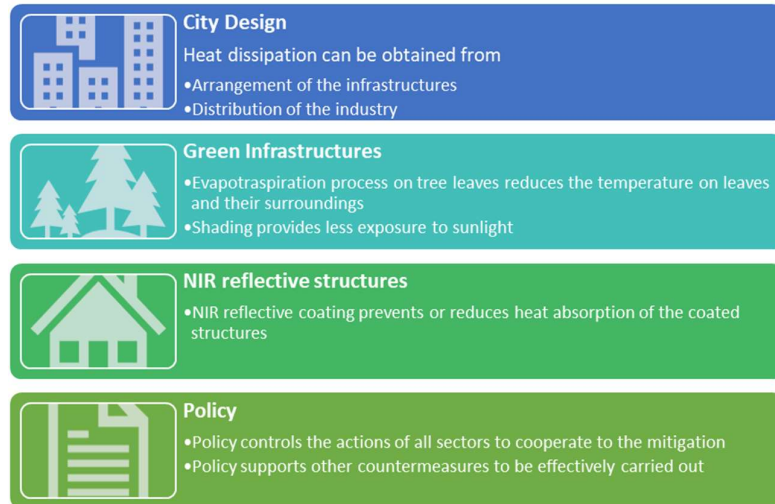 City Design
Heat dissipation can be obtained from
•Arrangement of the infrastructures
•Distribution of the industry
Green Infrastructures
•Evapotraspiration process on tree leaves reduces the temperature on leaves
and their surroundings
•Shading provides less exposure to sunlight
NIR reflective structures
•NIR reflective coating prevents or reduces heat absorption of the coated
structures
Policy
•Policy controls the actions of all sectors to cooperate to the mitigation
•Policy supports other countermeasures to be effectively carried out